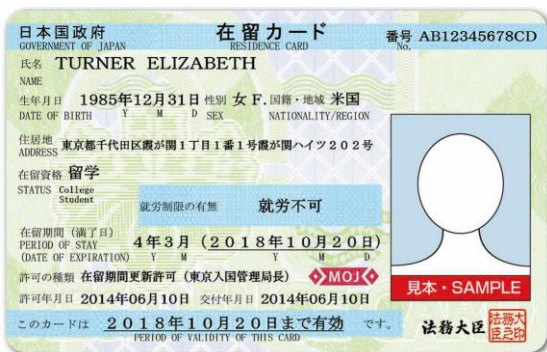 日本国政府 在留カード 番号 AB12345678CD
GOVERNMENT OF JAPAN RESIDENCE CARD No.
氏名 TURNER ELIZABETH
NAME
生年月日 1985年12月31日 性別 女 F. 国籍・地域 米国
DATE OF BIRTH Y M D SEX NATIONALITY/REGION
住居地 東京都千代田区霞が関1丁目1番1号霞が関ハイツ202号
ADDRESS
在留資格 留学
STATUS College
Student
就労制限の有無 就労不可
在留期間(満了日)
PERIOD OF STAY 4年3月(2018年10月20日)
(DATE OF EXPIRATION) Y M Y M D
許可の種類 在留期間更新許可(東京入国管理局長) MOJ
見本・SAMPLE
許可年月日 2014年06月10日 交付年月日 2014年06月10日
このカードは 2018年10月20日まで有効 です。
PERIOD OF VALIDITY OF THIS CARD
法務大臣 法務大臣之印